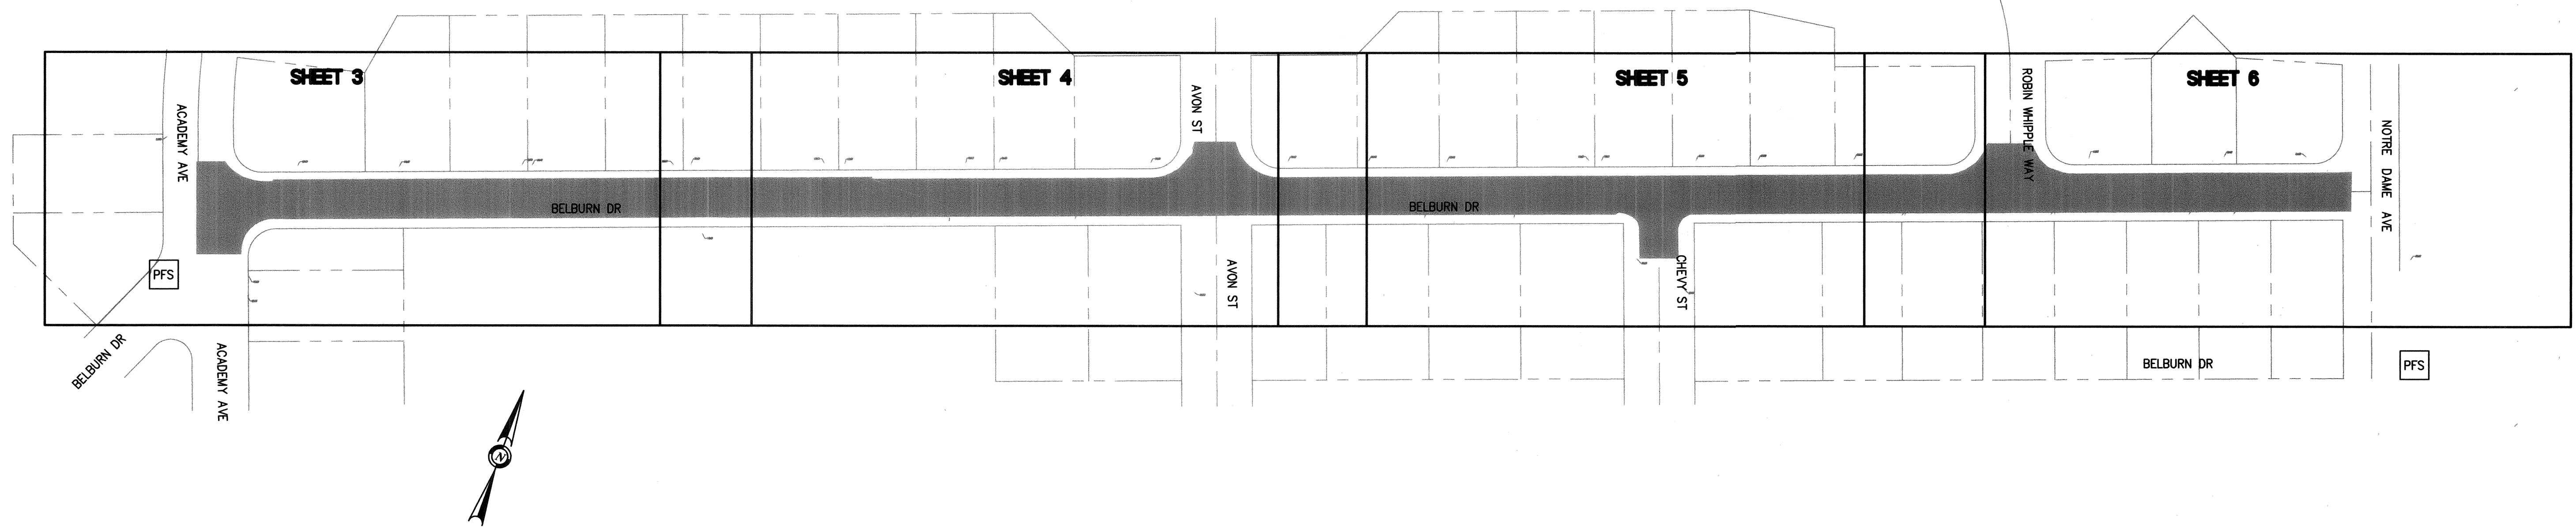 SHEET 3
SHEET 4
SHEET 5
SHEET 6
ACADEMY AVE
AVON ST
ROBIN WHIPPLE WAY
NOTRE DAME AVE
BELBURN DR
BELBURN DR
PFS
AVON ST
CHEVY ST
BELBURN DR
ACADEMY AVE
BELBURN DR
PFS
N